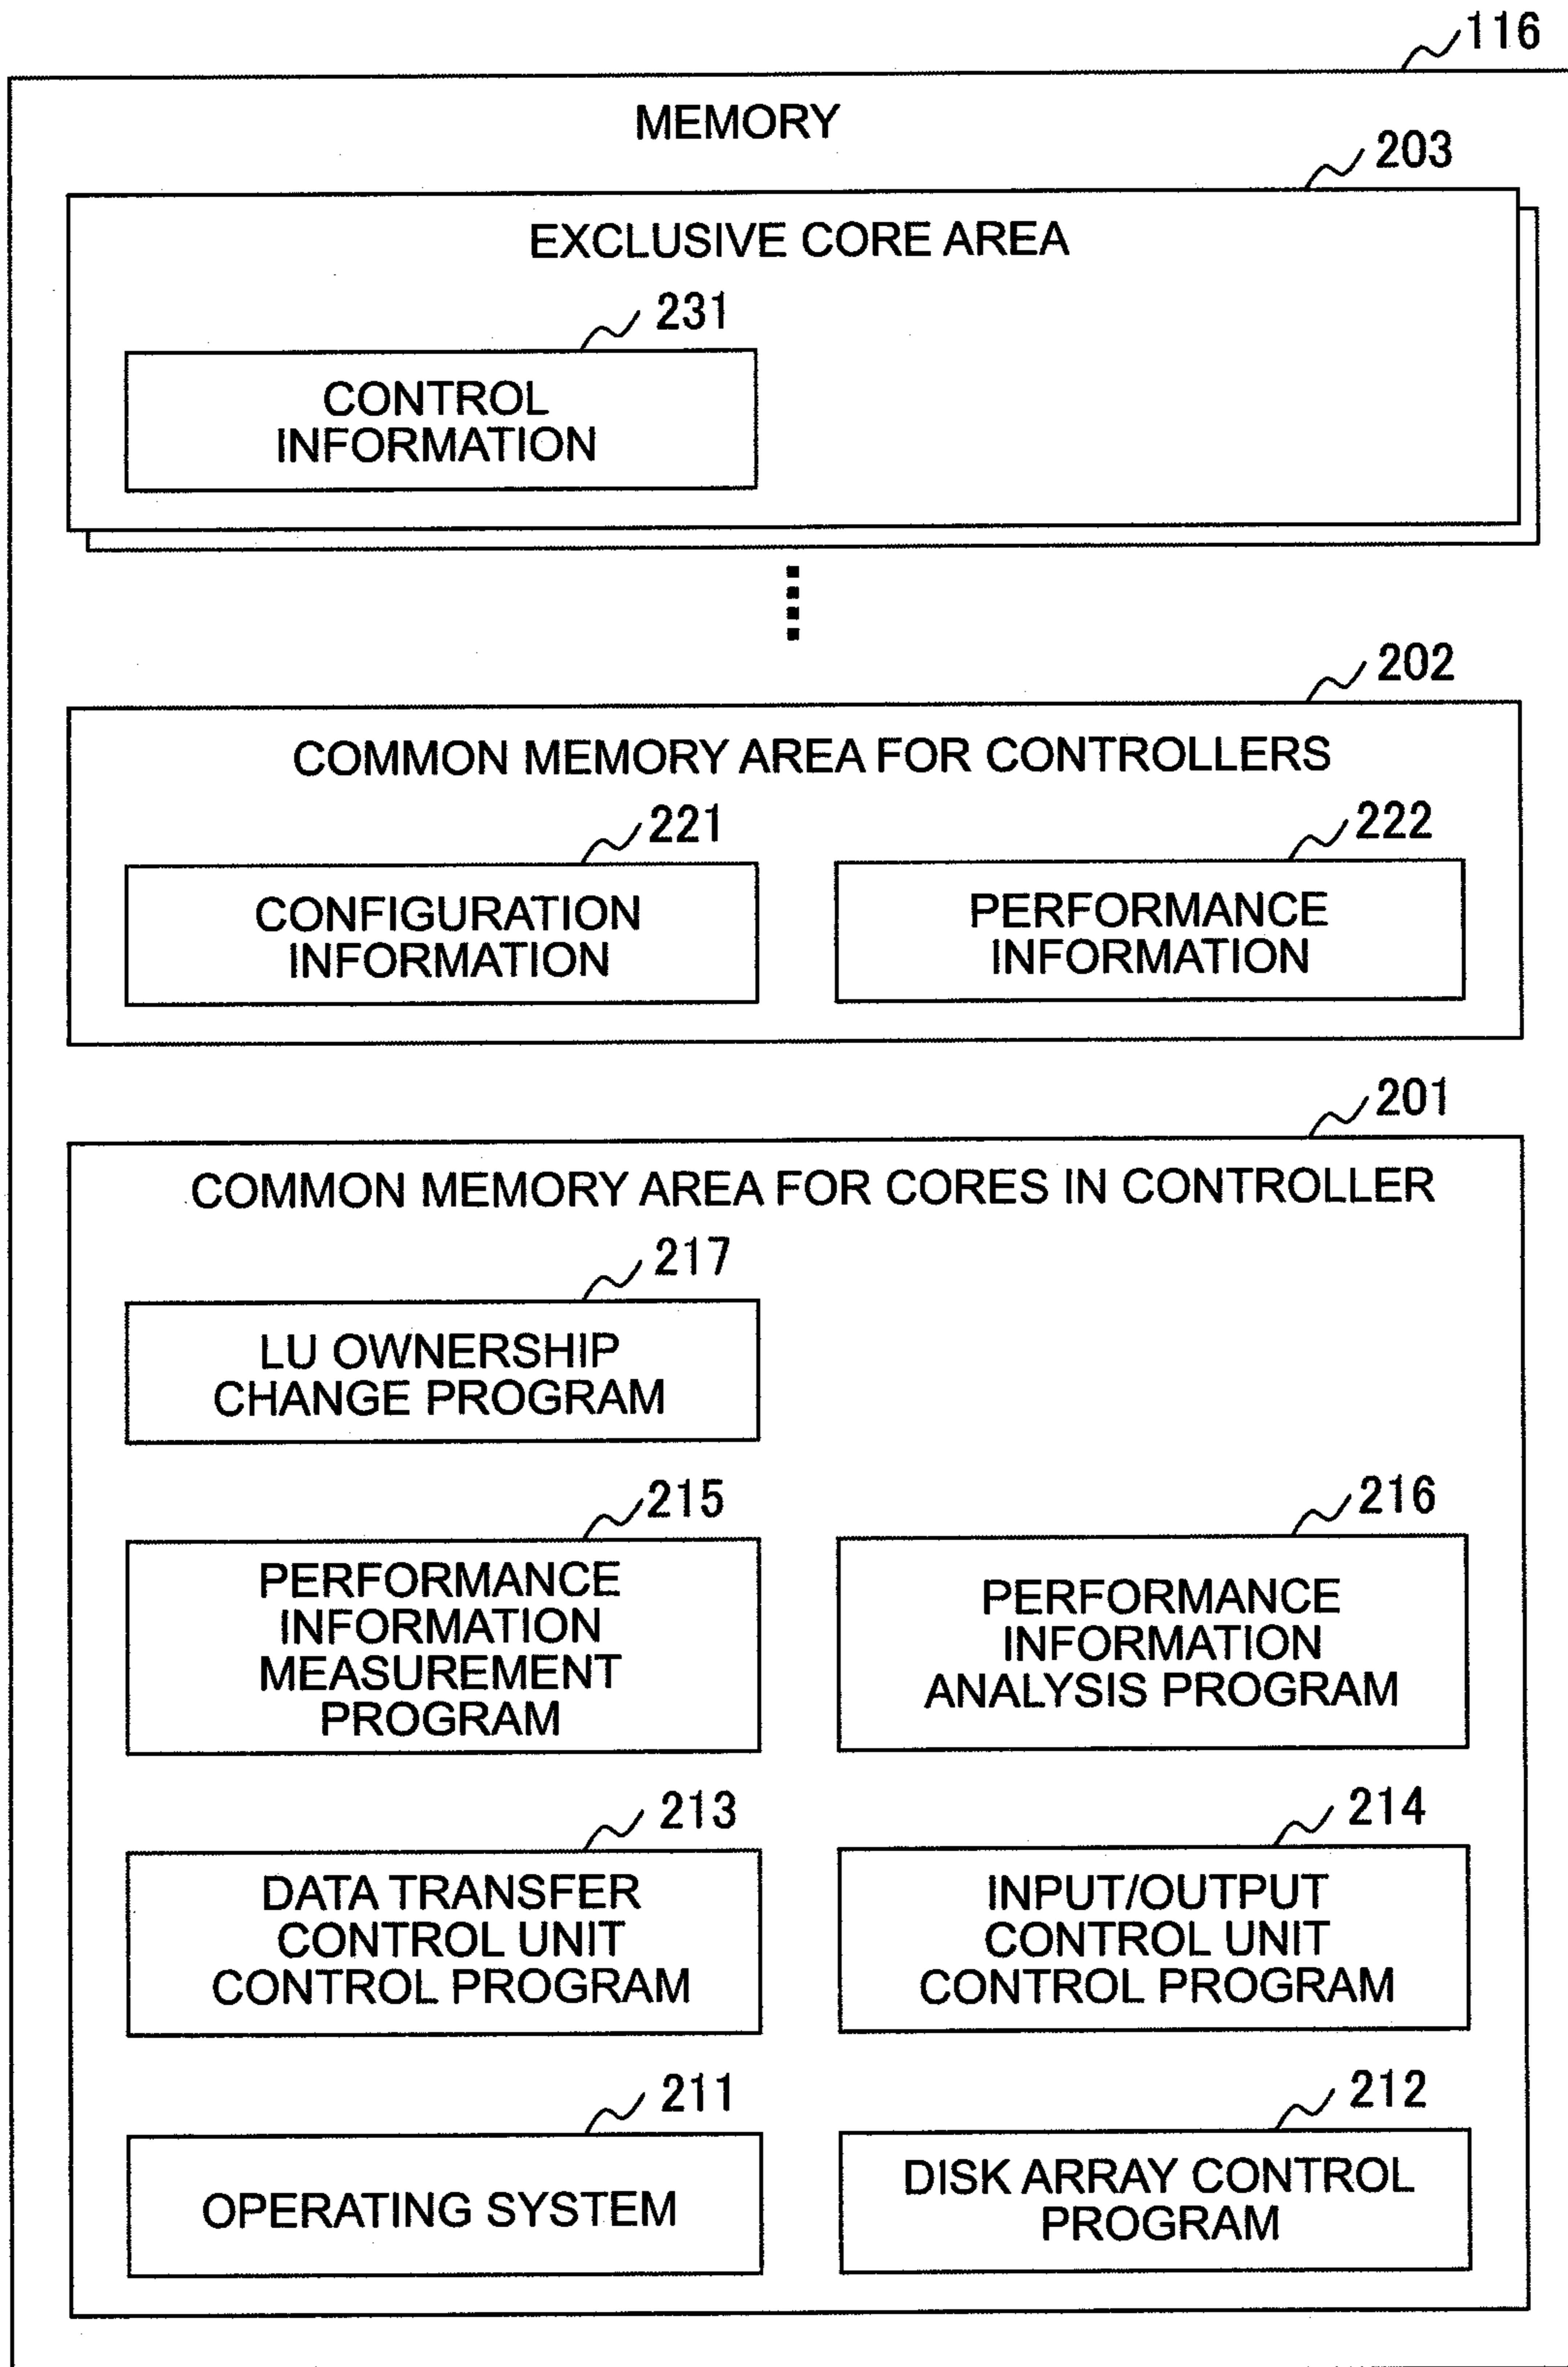 116
MEMORY
203
EXCLUSIVE CORE AREA
231
CONTROL
INFORMATION
202
COMMON MEMORY AREA FOR CONTROLLERS
221
CONFIGURATION
INFORMATION
222
PERFORMANCE
INFORMATION
201
COMMON MEMORY AREA FOR CORES IN CONTROLLER
217
LU OWNERSHIP
CHANGE PROGRAM
215
PERFORMANCE
INFORMATION
MEASUREMENT
PROGRAM
216
PERFORMANCE
INFORMATION
ANALYSIS PROGRAM
213
DATA TRANSFER
CONTROL UNIT
CONTROL PROGRAM
214
INPUT/OUTPUT
CONTROL UNIT
CONTROL PROGRAM
211
OPERATING SYSTEM
212
DISK ARRAY CONTROL
PROGRAM